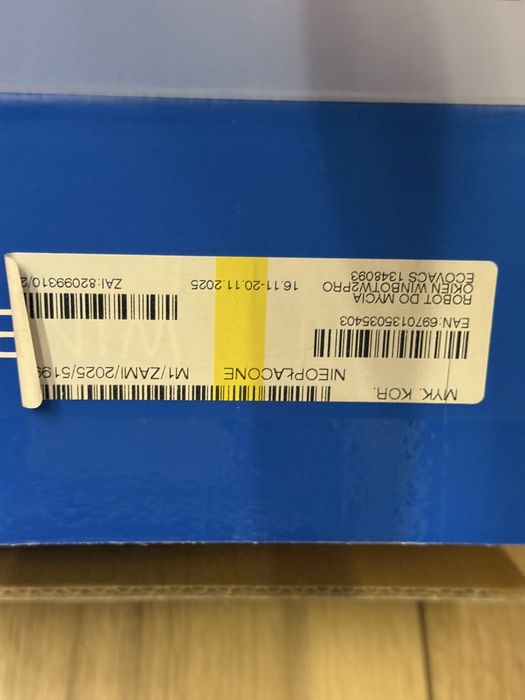 MYK. KOR.
NIEOPŁACONE
M1/ZAMI/2025/5199
EAN:6970135035403
ROBOT DO MYCIA
OKIEN WINBOTW2PRO
ECOVACS 1348093
16.11-20.11.2025
ZAI:82099310/2